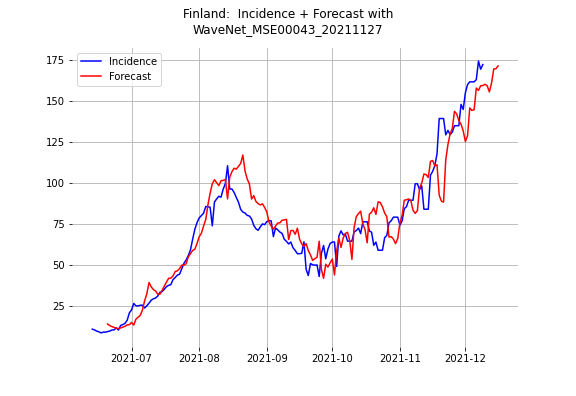 Finland:  Incidence + Forecast with
WaveNet_MSE00043_20211127
Incidence
Forecast
175
150
125
100
75
50
25
2021-07 2021-08 2021-09 2021-10 2021-11 2021-12